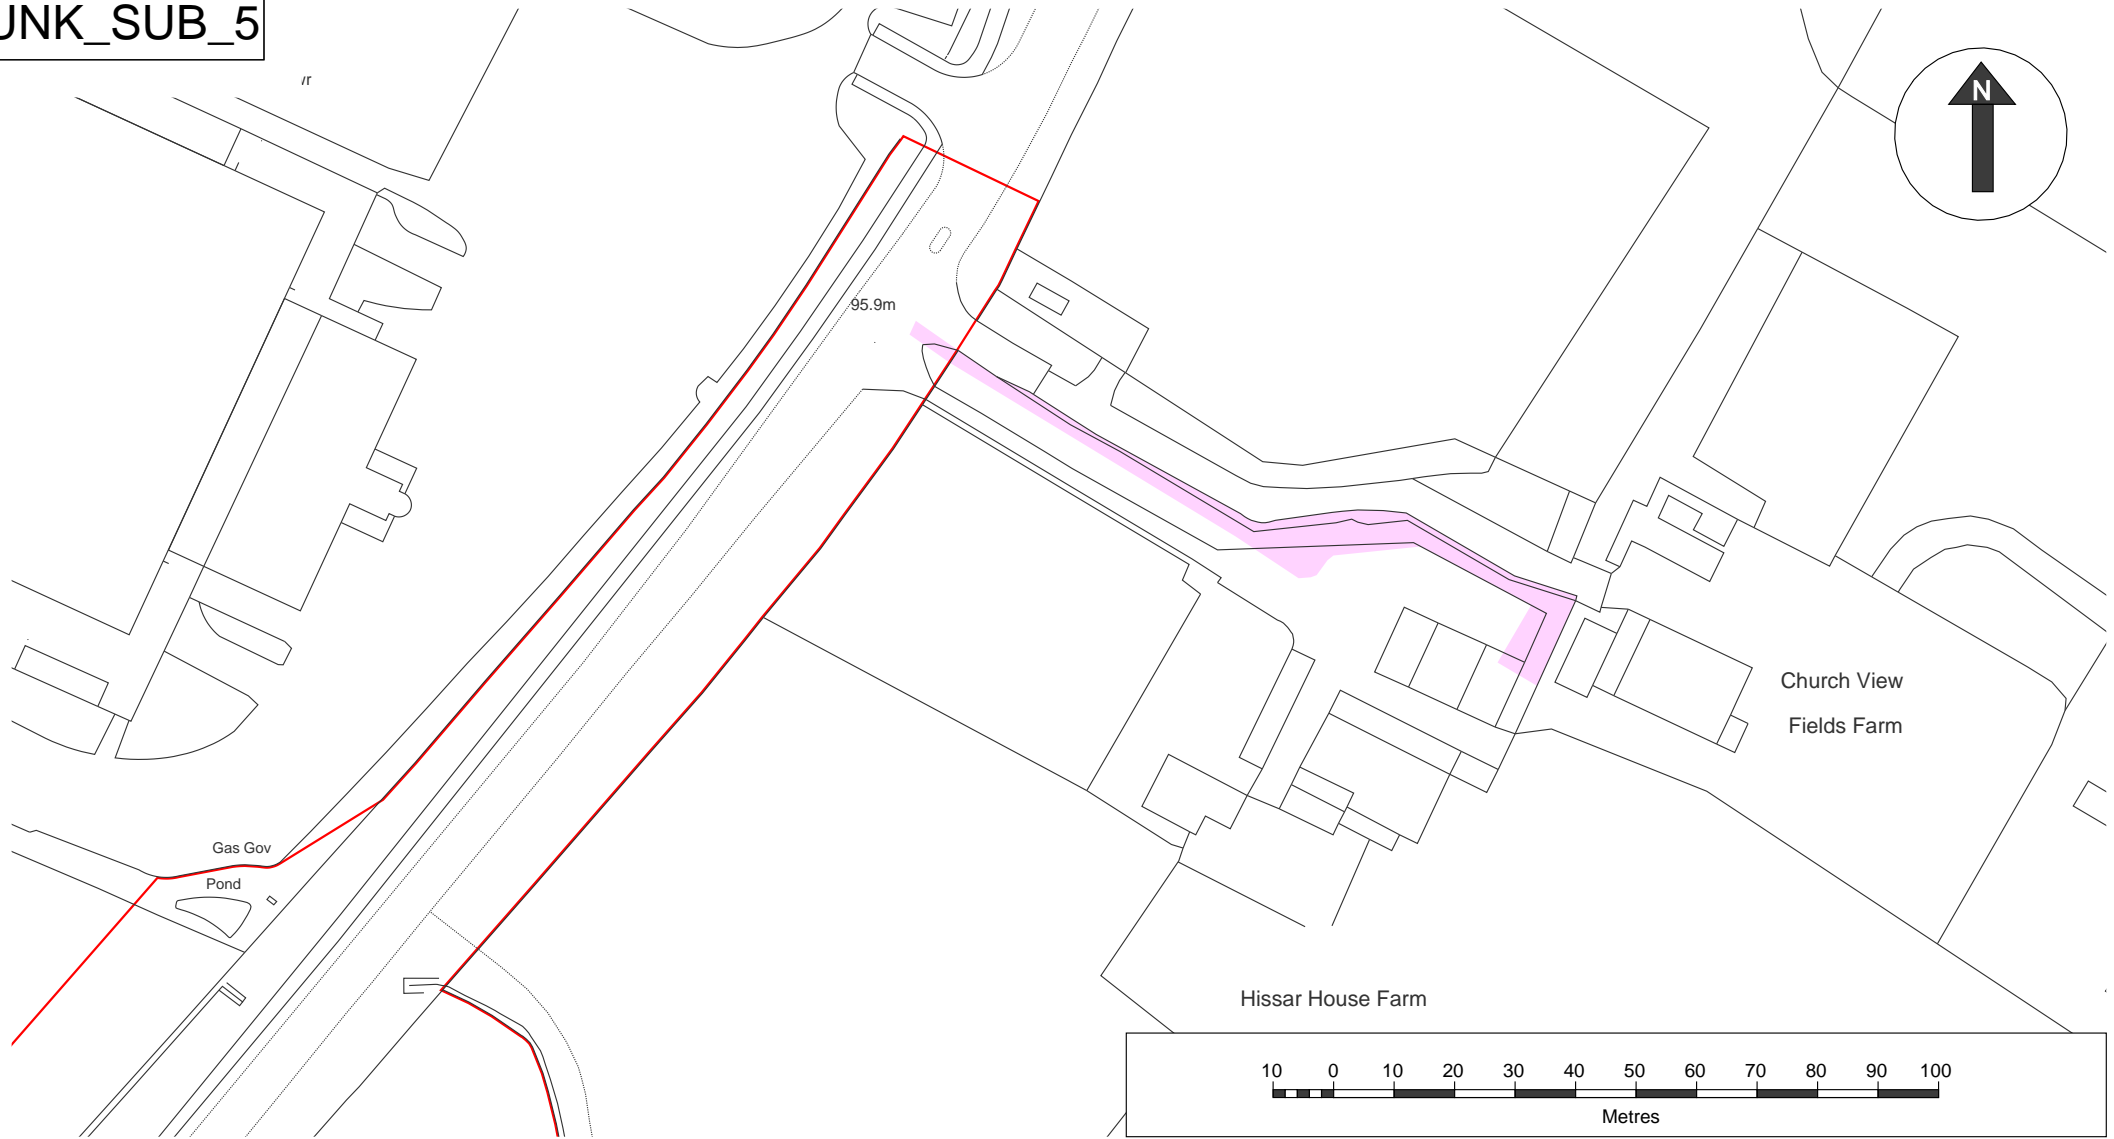 UNK_SUB_5
N
95.9m
Church View
Fields Farm
Gas Gov
Pond
Hissar House Farm
10 0 10 20 30 40 50 60 70 80 90 100
Metres